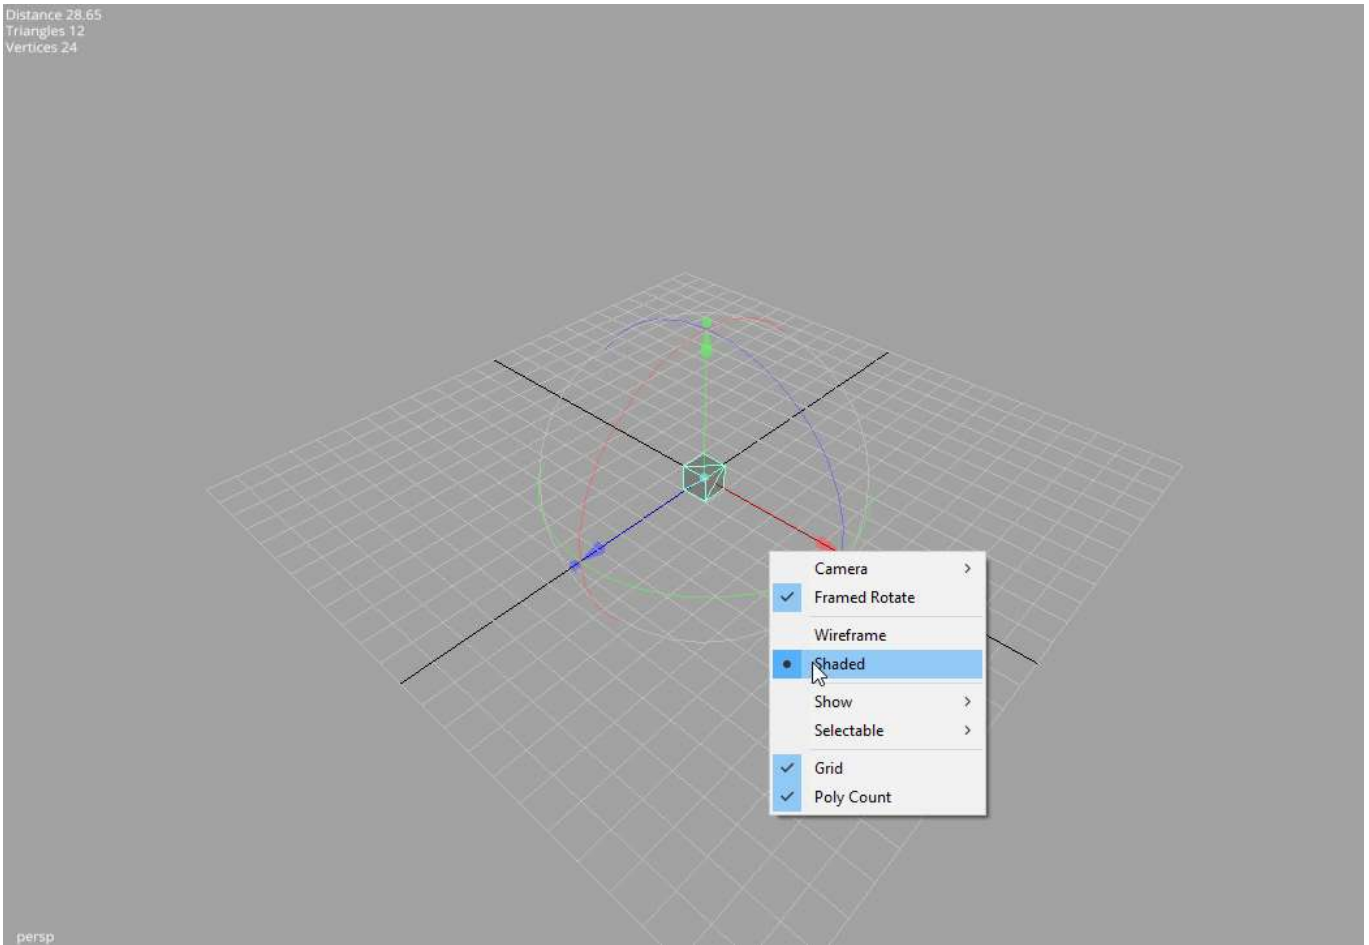 Distance 28.65
Triangles 12
Vertices 24
Camera
Framed Rotate
Wireframe
Shaded
Show
Selectable
Grid
Poly Count
persp